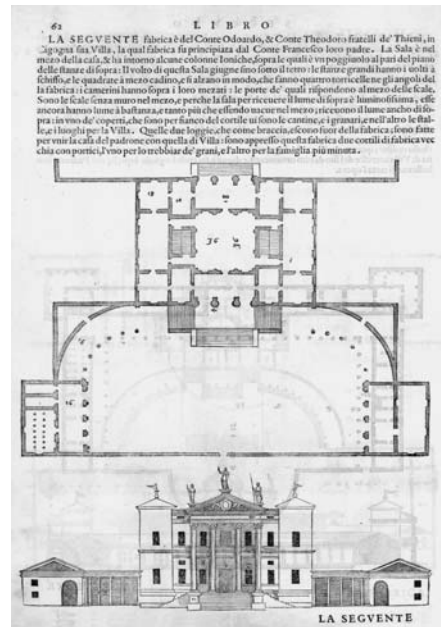 62 LIBRO
LA SEGVENTE fabrica è del Conte Odoardo, & Conte Theodoro fratelli de' Thieni, in
Cigogna sua Villa, la qual fabrica fu principiata dal Conte Francesco loro padre. La Sala è nel
mezo della casa, & ha intorno alcune colonne Ioniche, sopra le quali è vn poggiuolo al pari del piano
delle stanze di sopra: Il volto di questa Sala giugne sino sotto il tetto: le stanze grandi hanno i uolti à
schiffo, e le quadrate à mezo cadino, e si alzano in modo, che fanno quattro torricelle ne gli angoli del
la fabrica: i camerini hanno sopra i loro mezati: le porte de' quali rispondono al mezo delle scale.
Sono le scale senza muro nel mezo, e perche la sala per riceuere il lume di sopra è luminosissima, esse
ancora hanno lume à bastanza, e tanto più che essendo uacue nel mezo; riceuono il lume ancho di so-
pra: in vno de' coperti, che sono per fianco del cortile ui sono le cantine, e i granari, e nell'altro le stal-
le, e i luoghi per la Villa. Quelle due loggie, che come braccia, escono fuor della fabrica; sono fatte
per vnir la casa del padrone con quella di Villa: sono appresso questa fabrica due cortili di fabrica vec
chia con portici, l'vno per lo trebbiar de' grani, e l'altro per la famiglia più minuta.
LA SEGVENTE